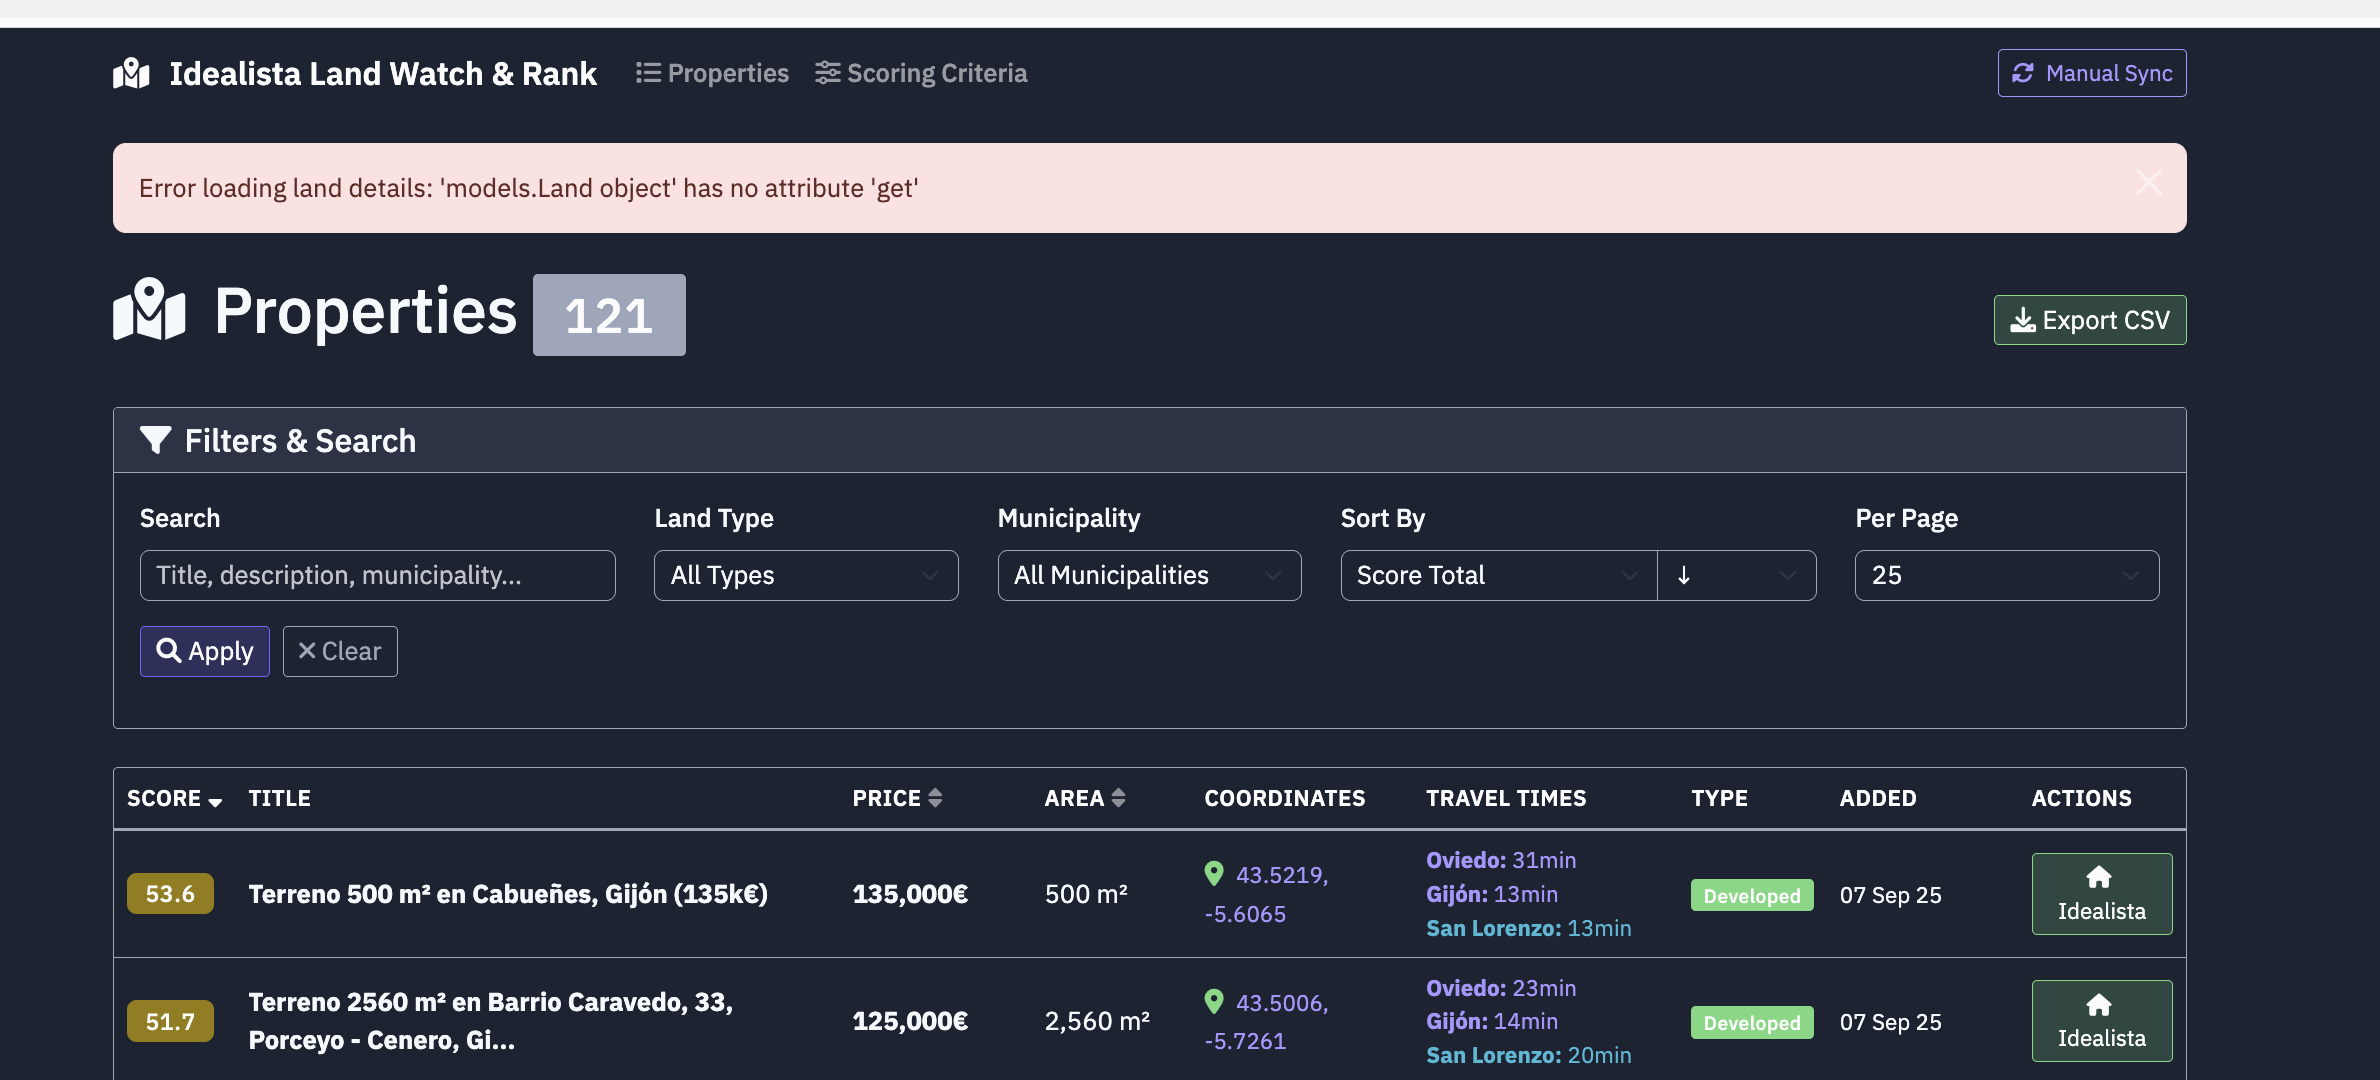 Idealista Land Watch & Rank
Properties
Scoring Criteria
Manual Sync
Error loading land details: 'models.Land object' has no attribute 'get'
Properties 121
Export CSV
Filters & Search
Search
Land Type
Municipality
Sort By
Per Page
Title, description, municipality...
All Types
All Municipalities
Score Total
↓
25
Apply
Clear
SCORE
TITLE
PRICE
AREA
COORDINATES
TRAVEL TIMES
TYPE
ADDED
ACTIONS
53.6
Terreno 500 m² en Cabueñes, Gijón (135k€)
135,000€
500 m²
43.5219,
-5.6065
Oviedo: 31min
Gijón: 13min
San Lorenzo: 13min
Developed
07 Sep 25
Idealista
51.7
Terreno 2560 m² en Barrio Caravedo, 33,
Porceyo - Cenero, Gi...
125,000€
2,560 m²
43.5006,
-5.7261
Oviedo: 23min
Gijón: 14min
San Lorenzo: 20min
Developed
07 Sep 25
Idealista